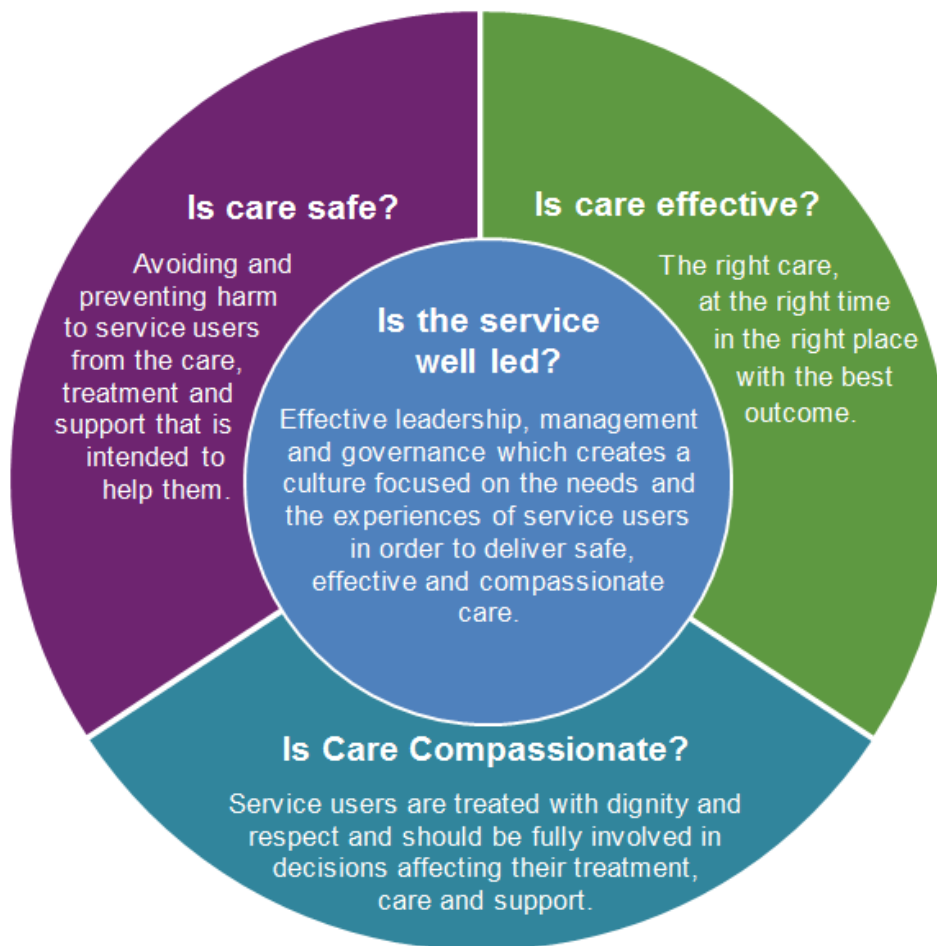 Is care safe?
Avoiding and
preventing harm
to service users
from the care,
treatment and
support that is
intended to
help them.
Is care effective?
The right care,
at the right time
in the right place
with the best
outcome.
Is the service
well led?
Effective leadership, management
and governance which creates a
culture focused on the needs and
the experiences of service users
in order to deliver safe,
effective and compassionate
care.
Is Care Compassionate?
Service users are treated with dignity and
respect and should be fully involved in
decisions affecting their treatment,
care and support.